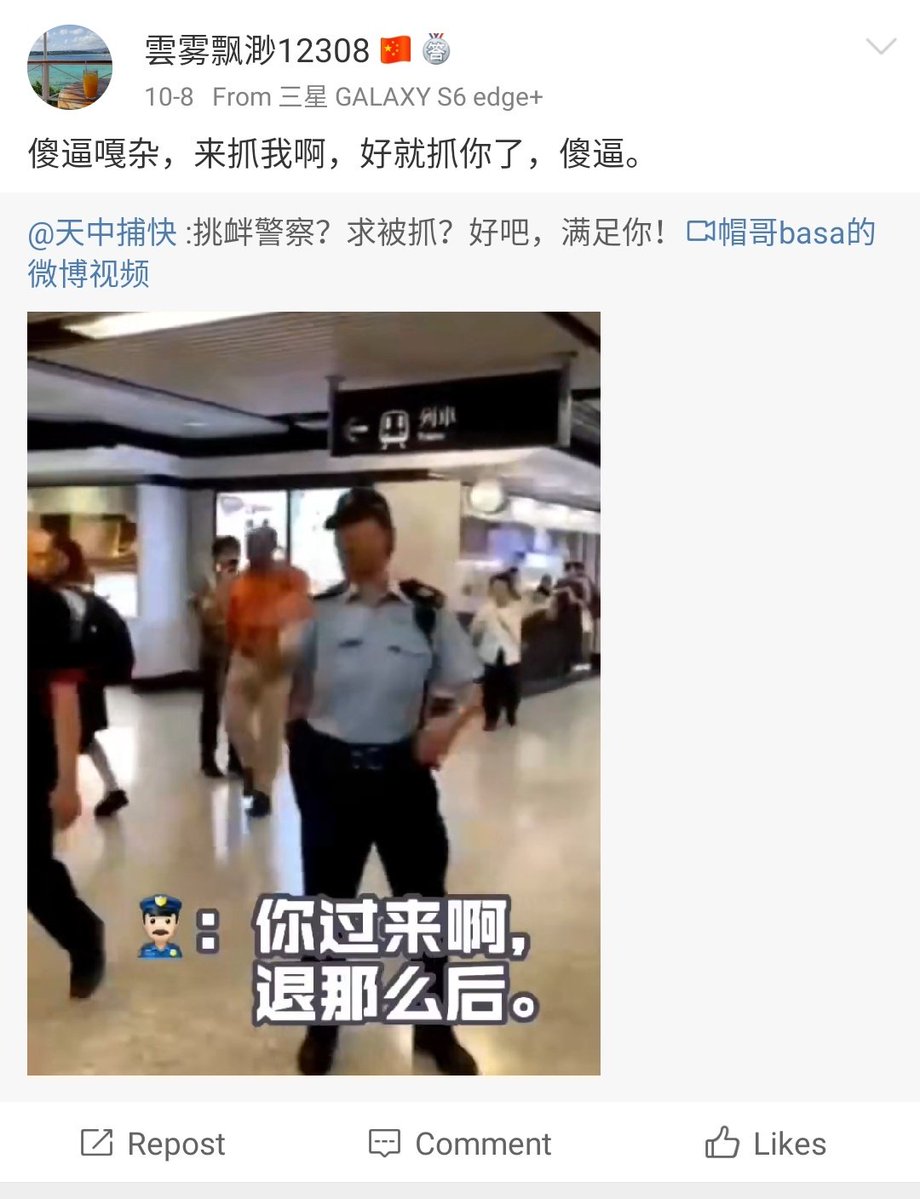 雲雾飘渺12308
10-8 From 三星 GALAXY S6 edge+
傻逼嘎杂，来抓我啊，好就抓你了，傻逼。
@天中捕快 :挑衅警察？求被抓？好吧，满足你！帽哥basa的
微博视频
列車
你过来啊，
退那么后。
Repost
Comment
Likes